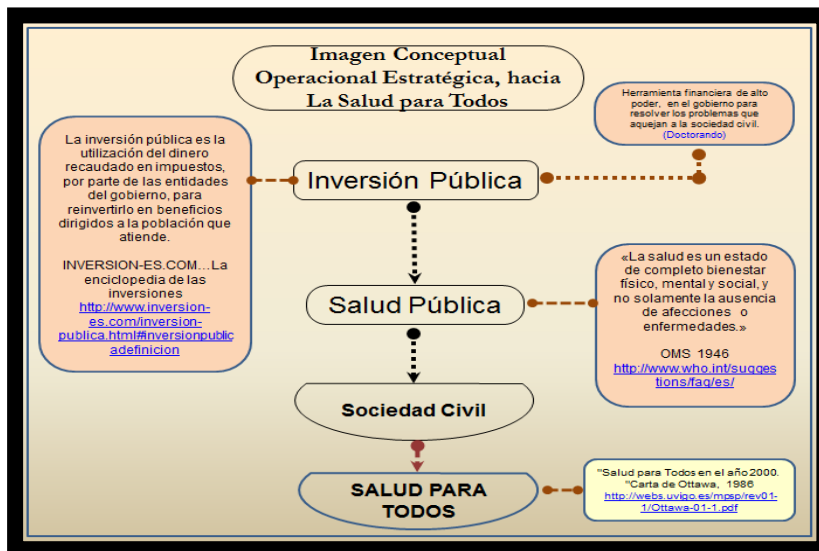 Imagen Conceptual
Operacional Estratégica, hacia
La Salud para Todos
Herramienta financiera de alto
poder, en el gobierno para
resolver los problemas que
aquejan a la sociedad civil.
(Doctorando)
La inversión pública es la
utilización del dinero
recaudado en impuestos,
por parte de las entidades
del gobierno, para
reinvertirlo en beneficios
dirigidos a la población que
atiende.
INVERSION-ES.COM...La
enciclopedia de las
inversiones
http://www.inversion-
es.com/inversion-
publica.html#inversionpublic
adefinicion
Inversión Pública
Salud Pública
«La salud es un estado
de completo bienestar
físico, mental y social, y
no solamente la ausencia
de afecciones o
enfermedades.»
OMS 1946
http://www.who.int/sugges
tions/faq/es/
Sociedad Civil
SALUD PARA
TODOS
"Salud para Todos en el año 2000.
"Carta de Ottawa, 1986
http://webs.uvigo.es/mpsp/rev01-
1/Ottawa-01-1.pdf